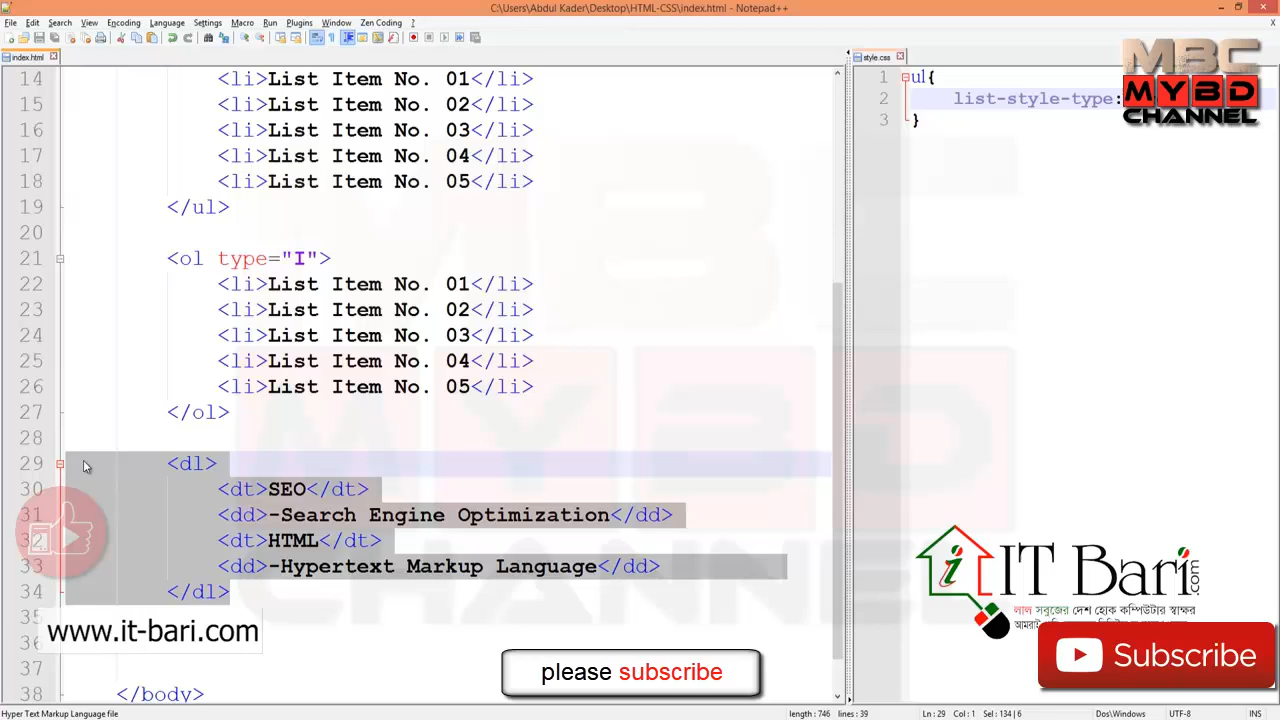 C:\Users\Abdul Kader\Desktop\HTML-CSS\index.html - Notepad++
File Edit Search View Encoding Language Settings Macro Run Plugins Window Zen Coding ?
X
index.html
style.css
14 <li>List Item No. 01</li>
15 <li>List Item No. 02</li>
16 <li>List Item No. 03</li>
17 <li>List Item No. 04</li>
18 <li>List Item No. 05</li>
19 </ul>
20
21 <ol type="I">
22 <li>List Item No. 01</li>
23 <li>List Item No. 02</li>
24 <li>List Item No. 03</li>
25 <li>List Item No. 04</li>
26 <li>List Item No. 05</li>
27 </ol>
28
29 <dl>
30 <dt>SEO</dt>
31 <dd>-Search Engine Optimization</dd>
32 <dt>HTML</dt>
33 <dd>-Hypertext Markup Language</dd>
34 </dl>
35
36
37
38 </body>
1 ul{
2 list-style-type:
3 }
MBC
MYBD
CHANNEL
MYBD
CHANNEL
IT Bari.com
লাল সবুজের দেশ হোক কম্পিউটার স্বাক্ষর
www.it-bari.com
please subscribe
Subscribe
Hyper Text Markup Language file
length : 746 lines : 39
Ln : 29 Col : 1 Sel : 134 | 6
Dos\Windows
UTF-8
INS